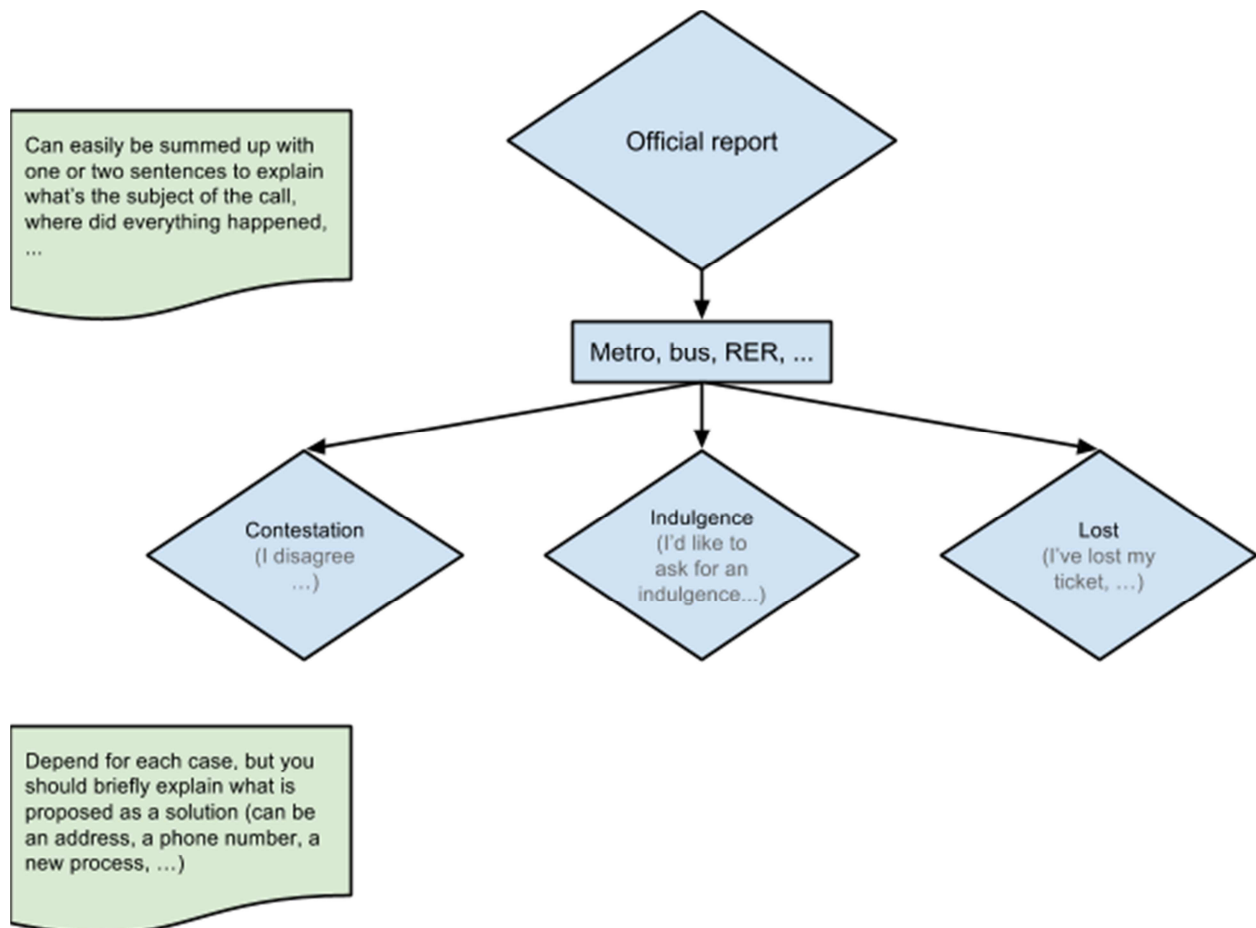 Official report
Can easily be summed up with
one or two sentences to explain
what's the subject of the call,
where did everything happened,
...
Metro, bus, RER, ...
Contestation
(I disagree
...)
Indulgence
(I'd like to
ask for an
indulgence...)
Lost
(I've lost my
ticket, ...)
Depend for each case, but you
should briefly explain what is
proposed as a solution (can be
an address, a phone number, a
new process, ...)